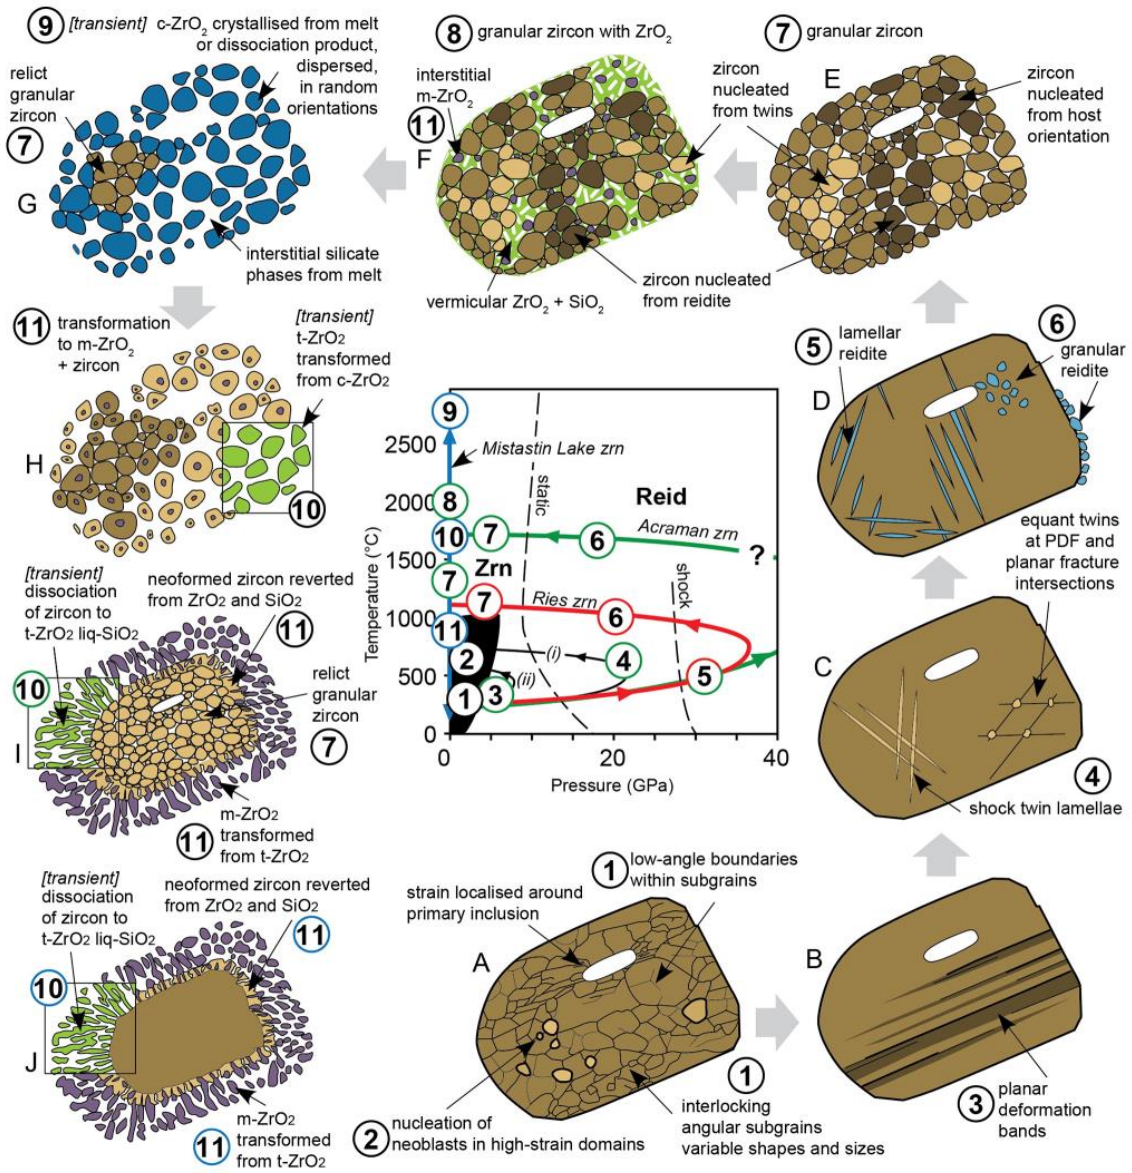 9 [transient] c-ZrO2 crystallised from melt
or dissociation product,
dispersed,
in random
orientations
relict
granular
zircon
7
G
interstitial silicate
phases from melt
8 granular zircon with ZrO2
interstitial
m-ZrO2
11
F
vermicular ZrO2 + SiO2
zircon
nucleated
from twins
zircon nucleated
from reidite
7 granular zircon
E
zircon
nucleated
from host
orientation
11 transformation
to m-ZrO2
+ zircon
[transient]
t-ZrO2
transformed
from c-ZrO2
H
10
5 lamellar
reidite
6
granular
reidite
D
[transient]
dissociation
of zircon to
t-ZrO2 liq-SiO2
neoformed zircon reverted
from ZrO2 and SiO2
11
10
relict
granular
zircon
7
I
m-ZrO2
11 transformed
from t-ZrO2
Temperature (°C)
2500
2000
1500
1000
500
0
0
20
40
Pressure (GPa)
9
Mistastin Lake zrn
static
8
Reid
Acraman zrn
10
7
6
?
7
Zrn
shock
Ries zrn
7
6
11
2
(i)
4
(ii)
5
1
3
equant twins
at PDF and
planar fracture
intersections
C
4
shock twin lamellae
[transient]
dissociation
of zircon to
t-ZrO2 liq-SiO2
neoformed zircon reverted
from ZrO2 and SiO2
11
10
J
m-ZrO2
11 transformed
from t-ZrO2
1 low-angle boundaries
within subgrains
strain localised around
primary inclusion
A
1
interlocking
angular subgrains
variable shapes and sizes
2 nucleation of
neoblasts in high-strain domains
B
3 planar
deformation
bands